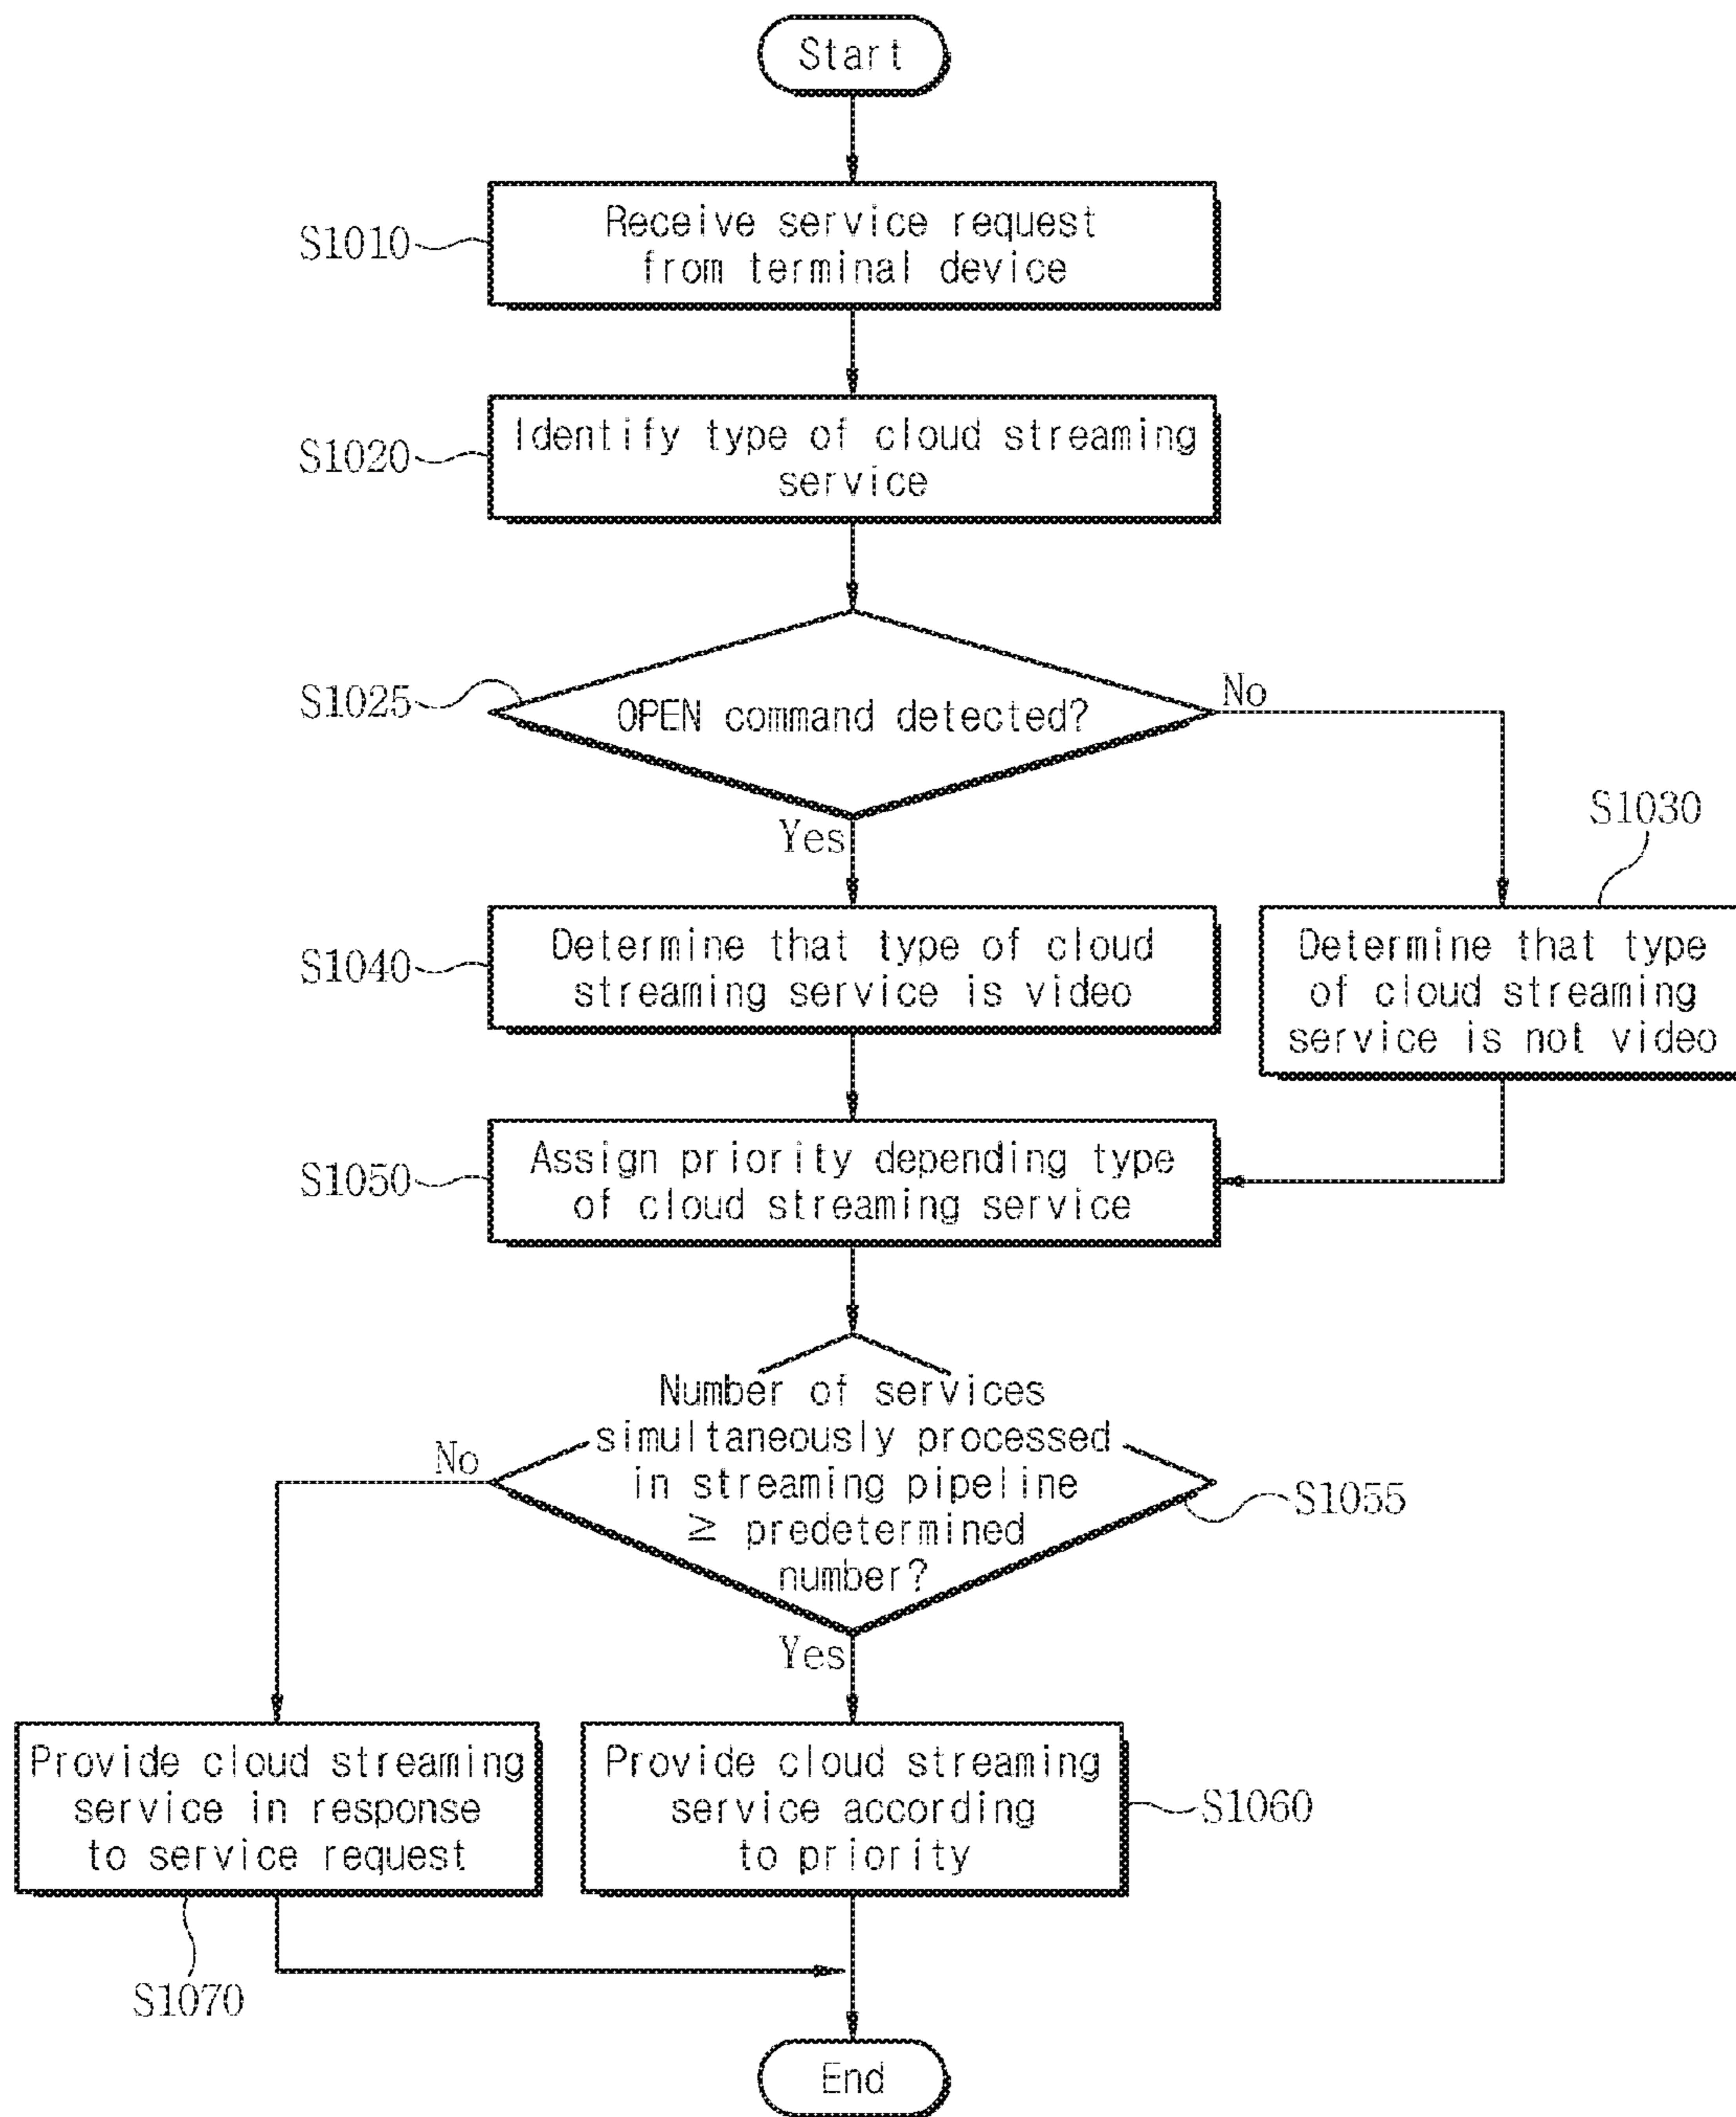 Start
S1010
Receive service request
from terminal device
S1020
Identify type of cloud streaming
service
S1025
OPEN command detected?
No
Yes
S1030
S1040
Determine that type of cloud
streaming service is video
Determine that type
of cloud streaming
service is not video
S1050
Assign priority depending type
of cloud streaming service
Number of services
simultaneously processed
in streaming pipeline
≥ predetermined
number?
No
S1055
Yes
Provide cloud streaming
service in response
to service request
Provide cloud streaming
service according
to priority
S1060
S1070
End